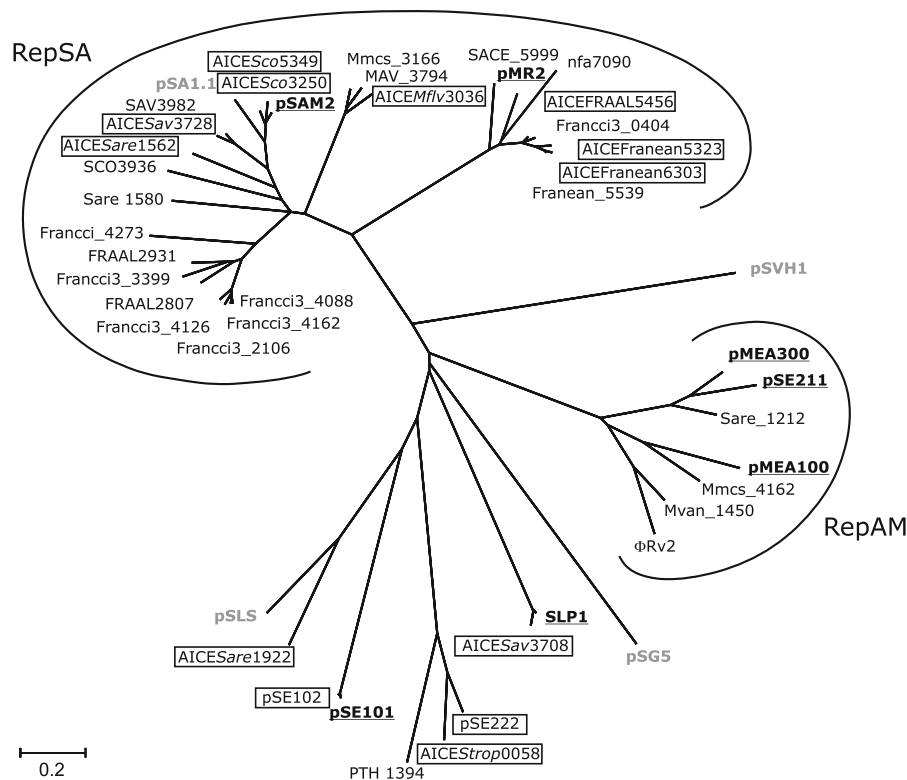 RepSA
AICESco5349
pSA1.1
AICESco3250
pSAM2
SAV3982
AICESav3728
AICESare1562
SCO3936
Sare 1580
Francci_4273
FRAAL2931
Francci3_3399
FRAAL2807
Francci3_4126
Francci3_2106
Francci3_4088
Francci3_4162
Mmcs_3166
MAV_3794
AICEMflv3036
SACE_5999
pMR2
nfa7090
AICEFRAAL5456
Francci3_0404
AICEFranean5323
AICEFranean6303
Franean_5539
pSVH1
pMEA300
pSE211
Sare_1212
pMEA100
Mmcs_4162
Mvan_1450
ΦRv2
RepAM
pSLS
AICESare1922
pSE102
pSE101
SLP1
AICESav3708
pSG5
pSE222
AICEStrop0058
PTH 1394
0.2